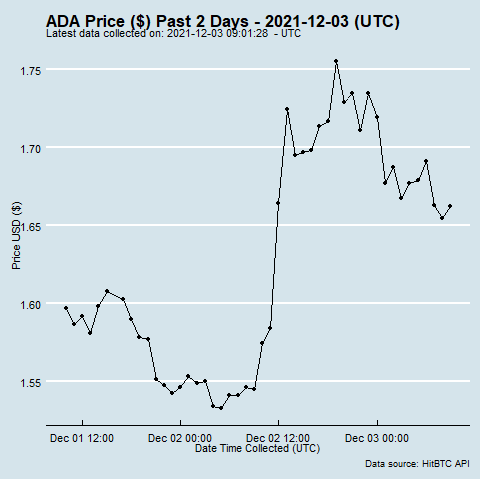 ADA Price ($) Past 2 Days - 2021-12-03 (UTC)
Latest data collected on: 2021-12-03 09:01:28  - UTC
1.75
1.70
1.65
1.60
1.55
Price USD ($)
Dec 01 12:00
Dec 02 00:00
Dec 02 12:00
Dec 03 00:00
Date Time Collected (UTC)
Data source: HitBTC API